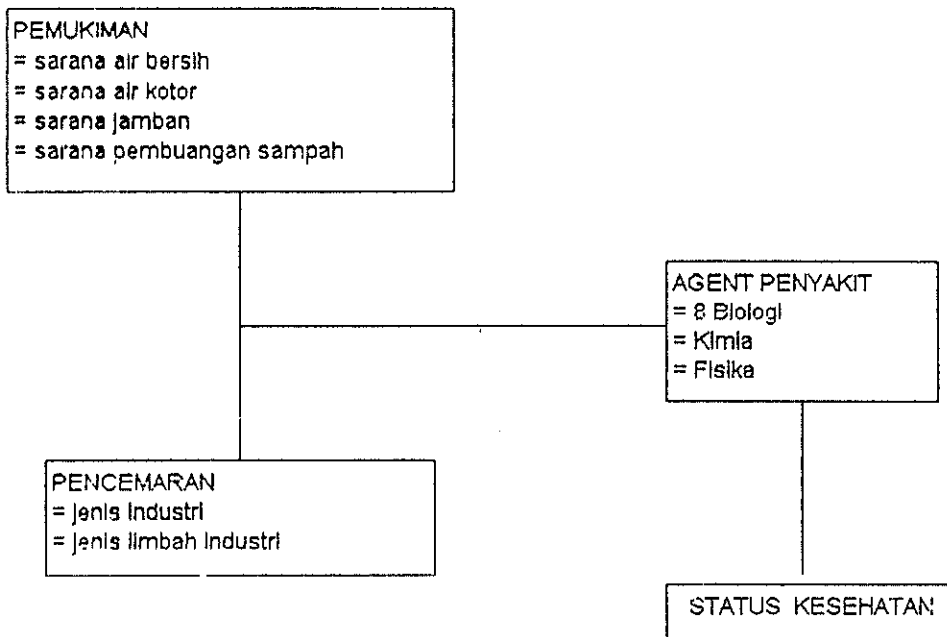 PEMUKIMAN
= sarana air bersih
= sarana air kotor
= sarana jamban
= sarana pembuangan sampah
AGENT PENYAKIT
= 8 Biologi
= Kimia
= Fisika
PENCEMARAN
= jenis industri
= jenis limbah industri
STATUS KESEHATAN